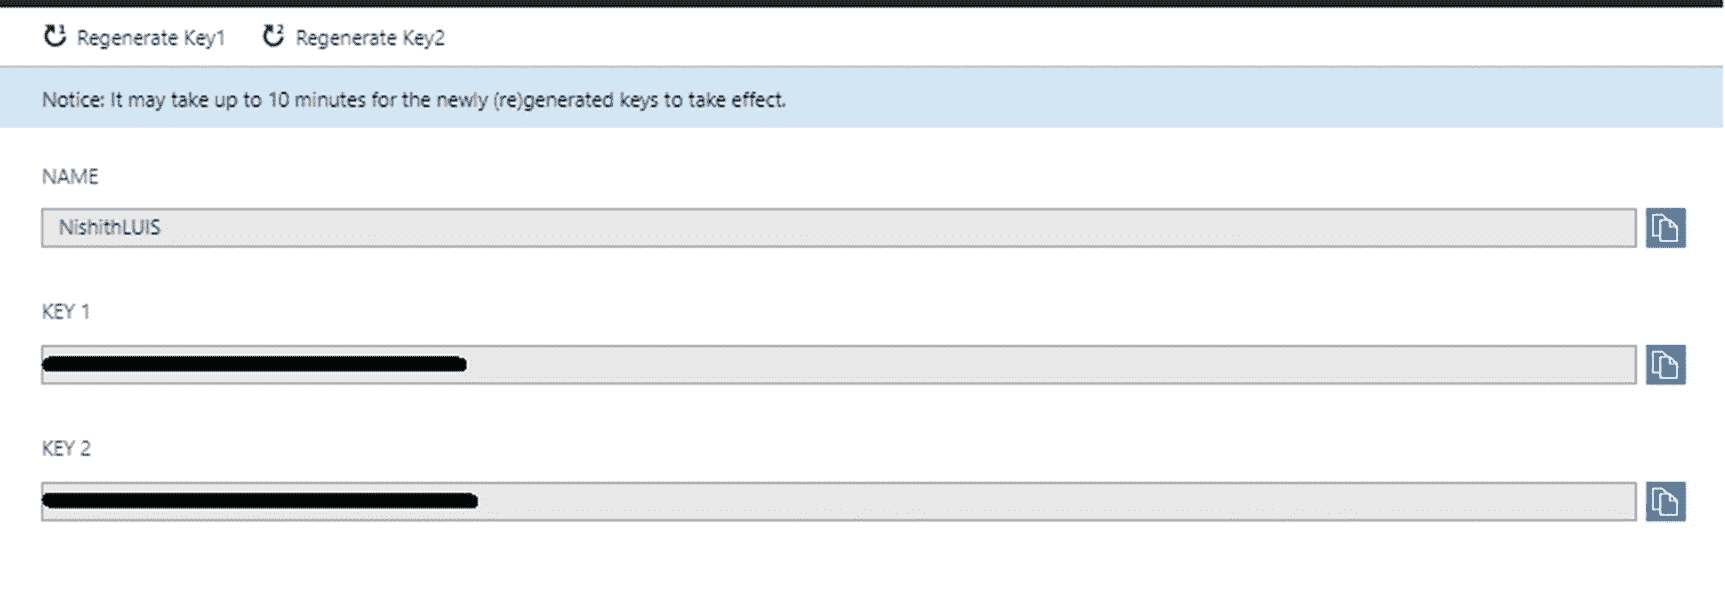 Regenerate Key1 Regenerate Key2
Notice: It may take up to 10 minutes for the newly (re)generated keys to take effect.
NAME
NishithLUIS
KEY 1
KEY 2